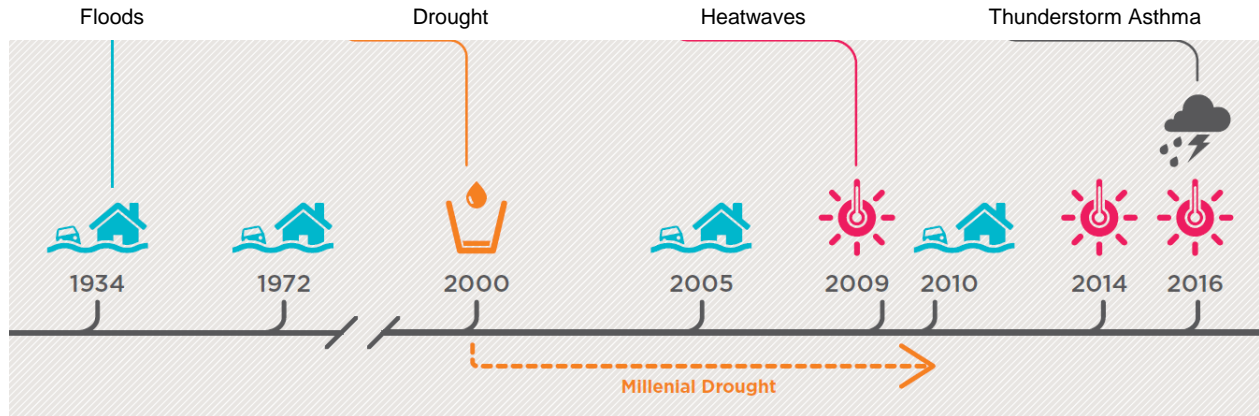 Floods Drought Heatwaves Thunderstorm Asthma
1934 1972 2000 2005 2009 2010 2014 2016
Millenial Drought